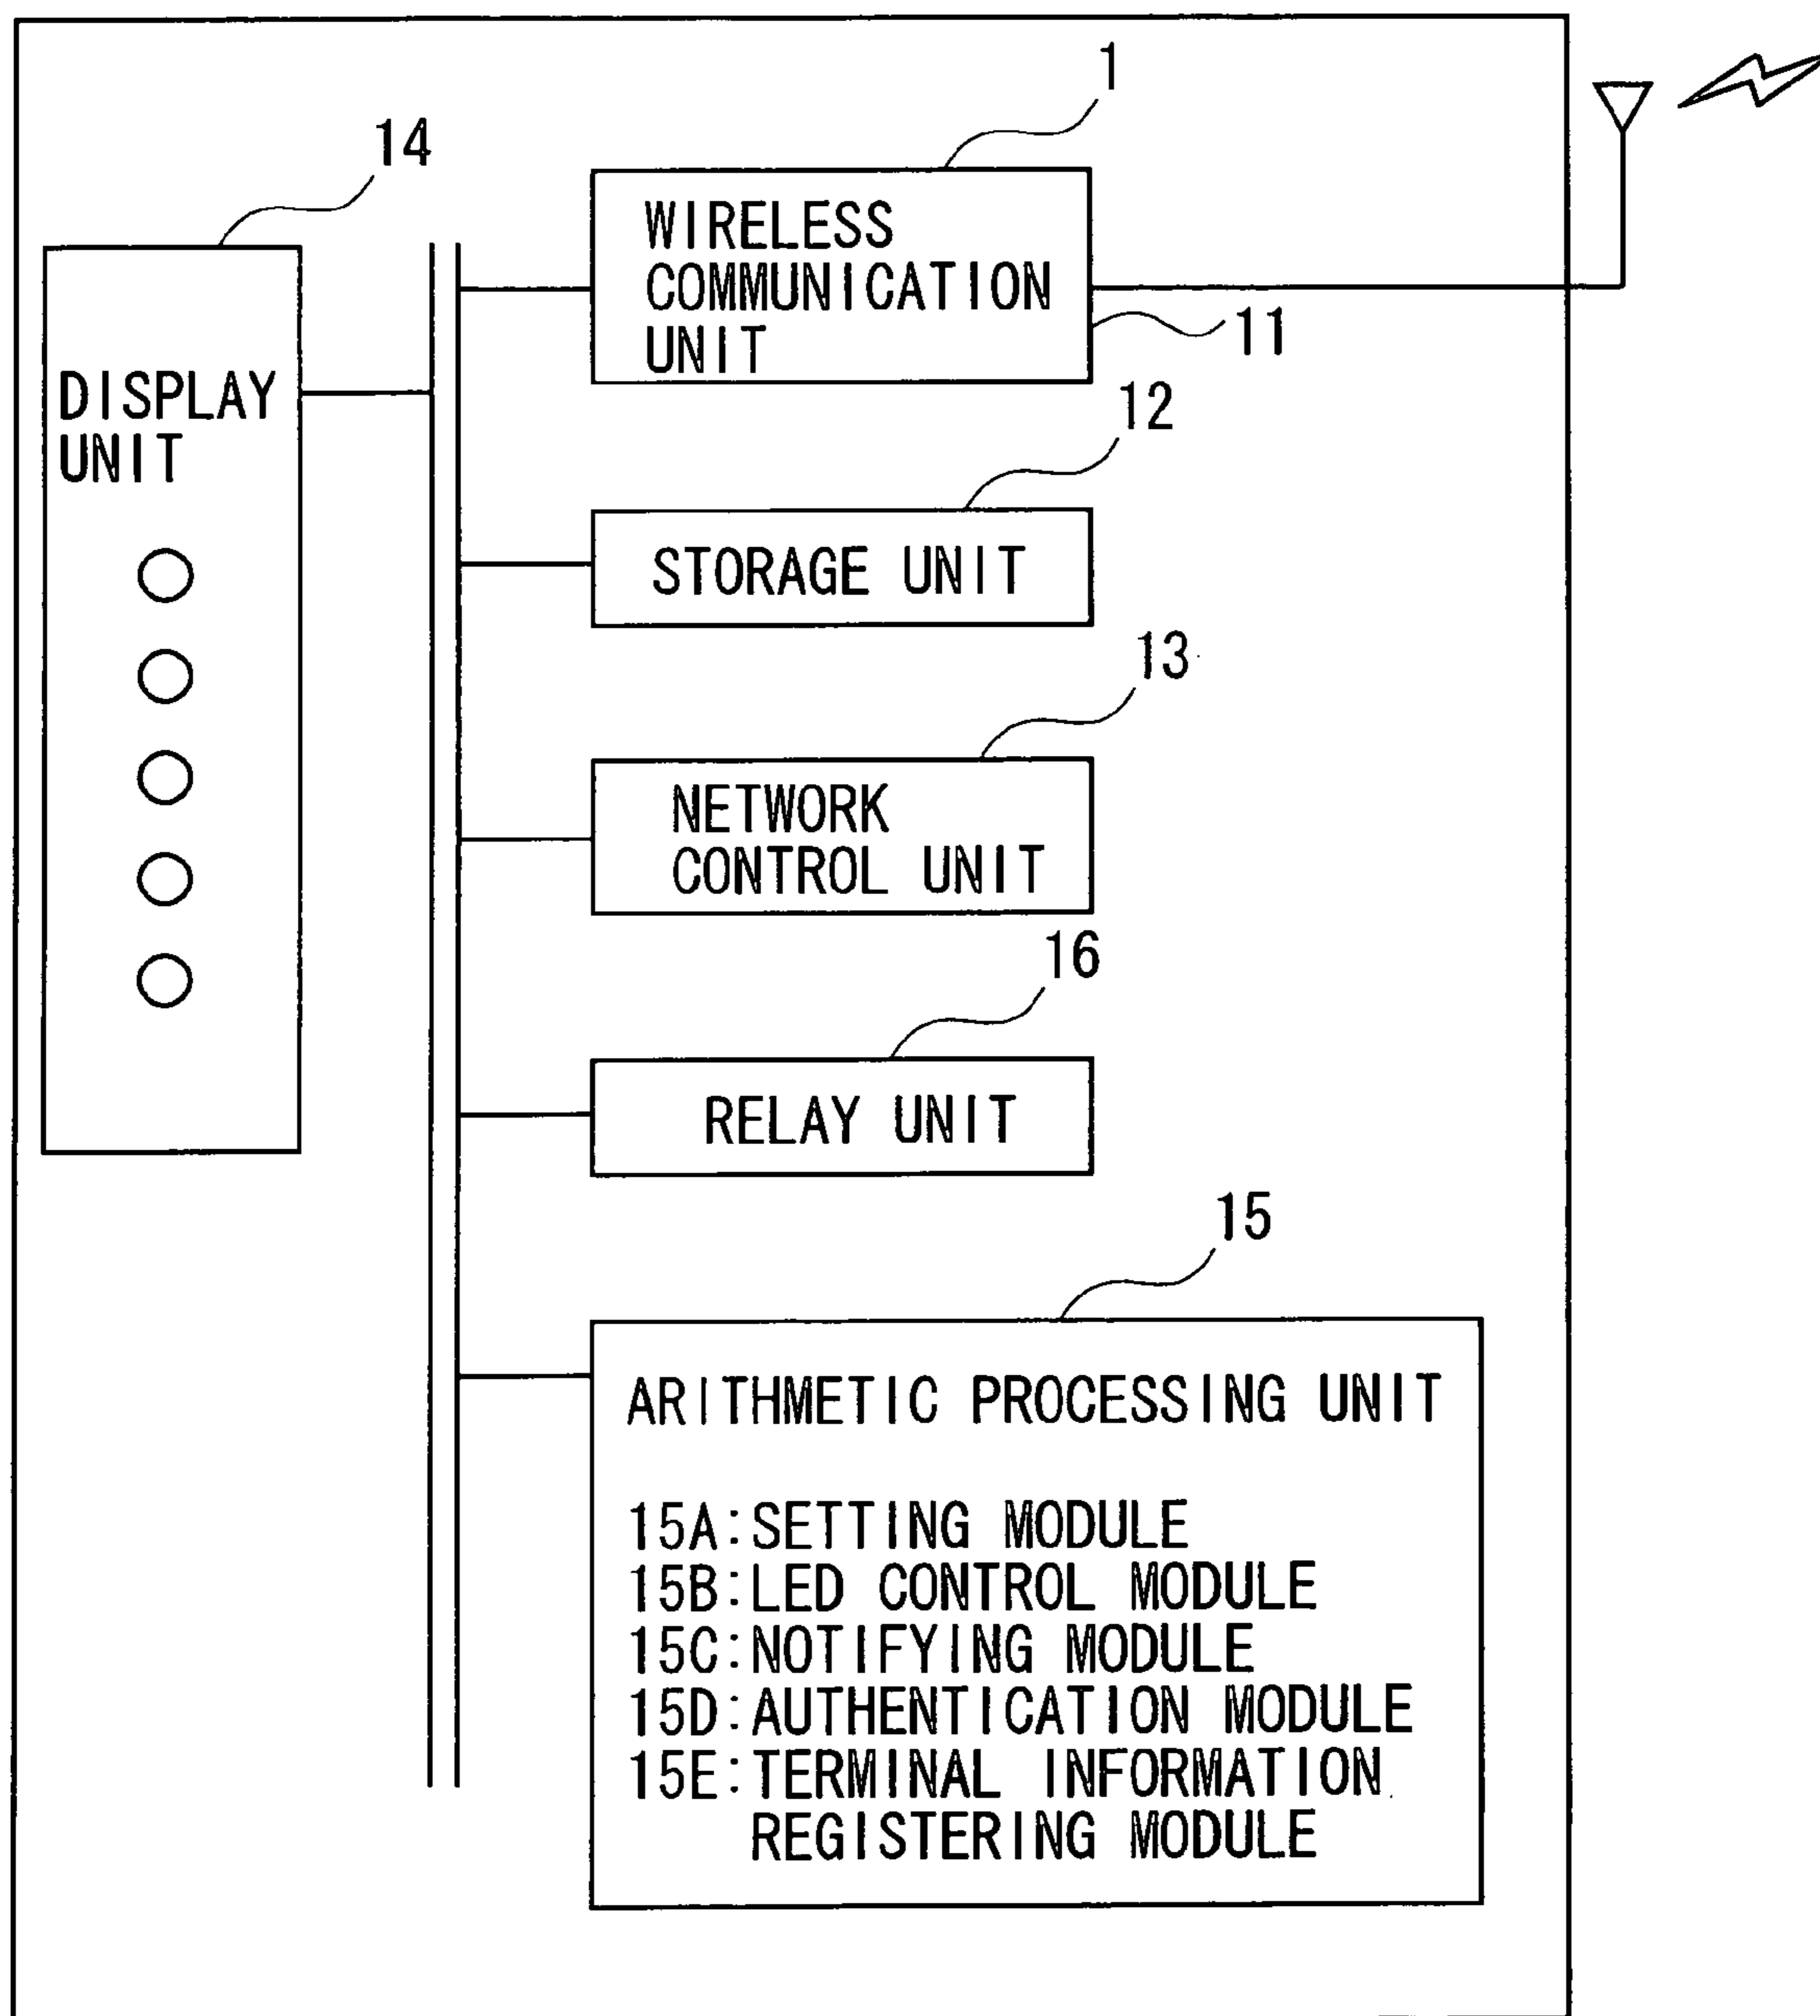 1
14
WIRELESS
COMMUNICATION
UNIT
11
DISPLAY
UNIT
12
STORAGE UNIT
13
NETWORK
CONTROL UNIT
16
RELAY UNIT
15
ARITHMETIC PROCESSING UNIT
15A:SETTING MODULE
15B:LED CONTROL MODULE
15C:NOTIFYING MODULE
15D:AUTHENTICATION MODULE
15E:TERMINAL INFORMATION
REGISTERING MODULE